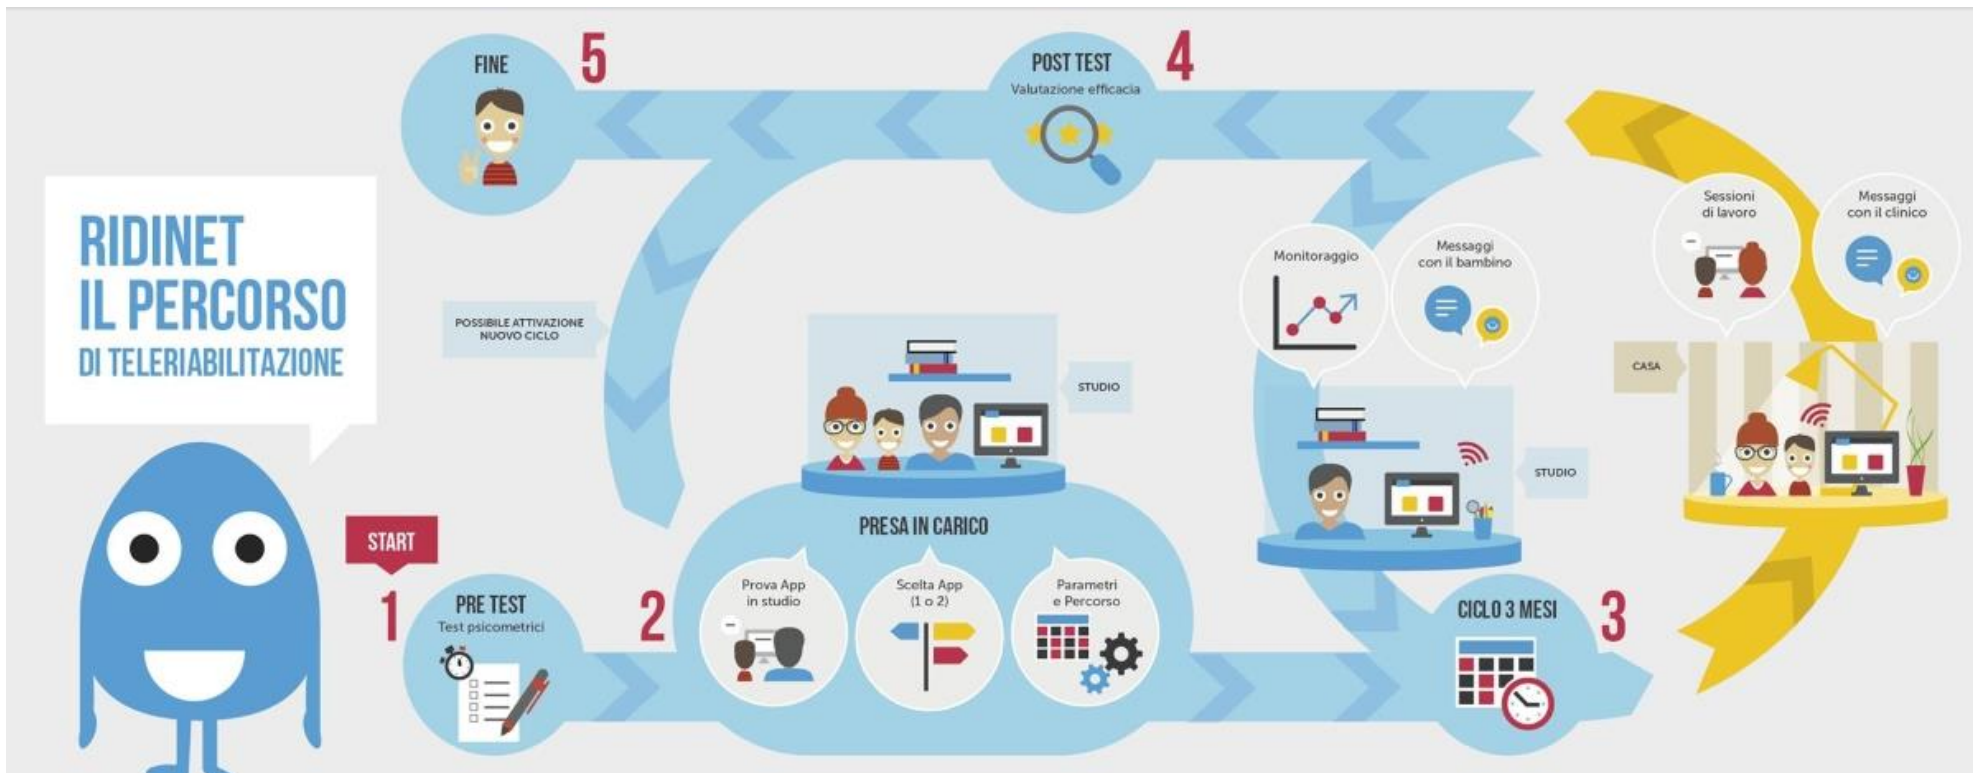 RIDINET
IL PERCORSO
DI TELERIABILITAZIONE
START
1
PRE TEST
Test psicometrici
2
PRESA IN CARICO
Prova App
in studio
Scelta App
(1 o 2)
Parametri
e Percorso
STUDIO
3
CICLO 3 MESI
Monitoraggio
Messaggi
con il bambino
STUDIO
Sessioni
di lavoro
Messaggi
con il clinico
CASA
4
POST TEST
Valutazione efficacia
POSSIBILE ATTIVAZIONE
NUOVO CICLO
5
FINE